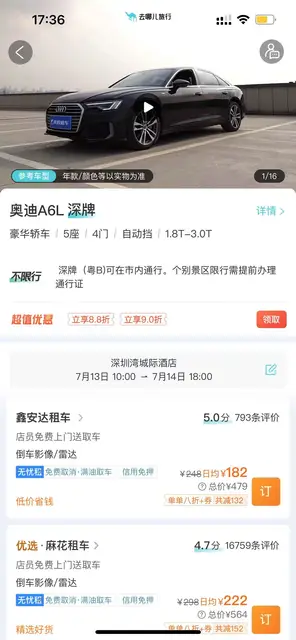 17:36
去哪儿旅行
参考车型 年款/颜色等以实物为准
1/16
奥迪A6L 深牌
详情
豪华轿车 5座 4门 自动挡 1.8T-3.0T
不限行
深牌（粤B)可在市内通行。个别景区限行需提前办理
通行证
超值优惠 立享8.8折 立享9.0折 领取
深圳湾城际酒店
7月13日 10:00 → 7月14日 18:00
鑫安达租车 5.0分 793条评价
店员免费上门送取车
倒车影像/雷达
无忧租 免费取消·满油取车 信用免押
¥248日均¥182
总价¥479
低价省钱
单单八折+券 共减132
订
优选·麻花租车 4.7分 16759条评价
店员免费上门送取车
倒车影像/雷达
无忧租 免费取消·满油取车 信用免押
¥298日均¥222
总价¥564
精选好货
单单八折+券 共减152
订